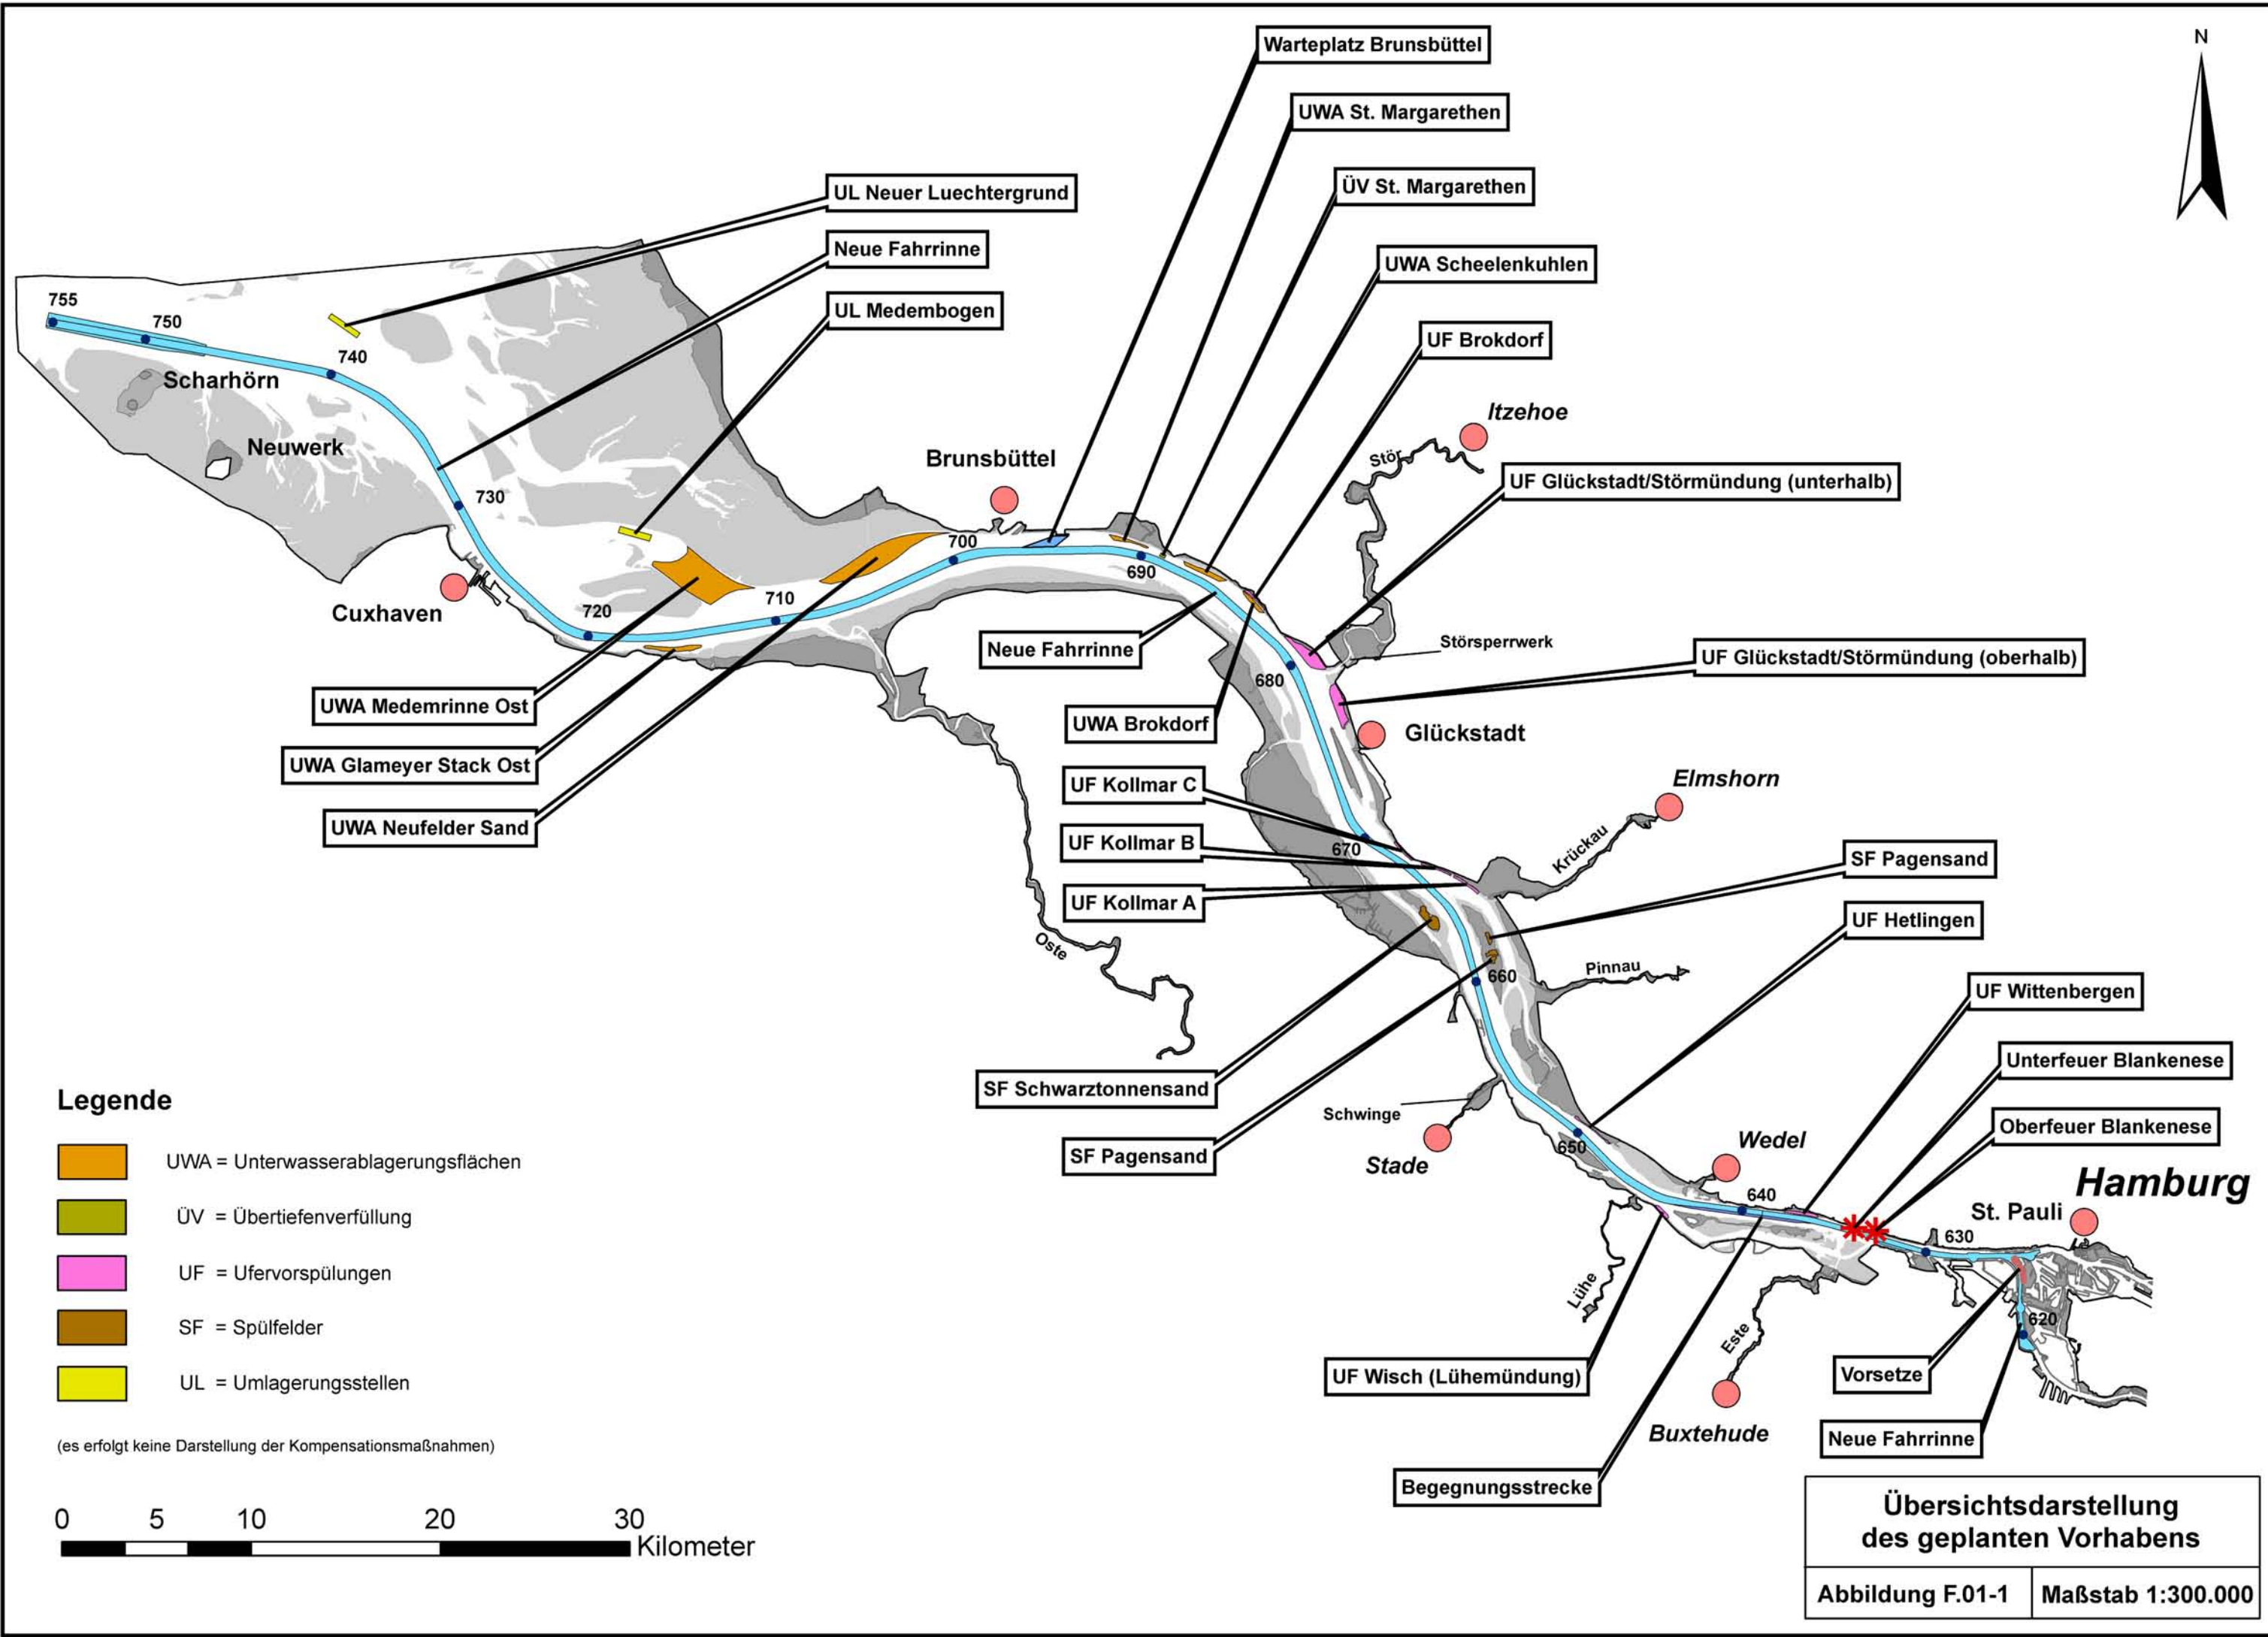 N
Warteplatz Brunsbüttel
UWA St. Margarethen
ÜV St. Margarethen
UL Neuer Luechtergrund
Neue Fahrrinne
UWA Scheelenkuhlen
UL Medembogen
UF Brokdorf
755
750
740
Scharhörn
Neuwerk
730
Brunsbüttel
Itzehoe
Stör
UF Glückstadt/Störmündung (unterhalb)
700
690
Cuxhaven
720
710
Neue Fahrrinne
Störsperrwerk
UF Glückstadt/Störmündung (oberhalb)
680
UWA Medemrinne Ost
UWA Brokdorf
Glückstadt
UWA Glameyer Stack Ost
UF Kollmar C
Elmshorn
UWA Neufelder Sand
UF Kollmar B
670
Krückau
SF Pagensand
UF Kollmar A
UF Hetlingen
Oste
660
Pinnau
UF Wittenbergen
SF Schwarztonnensand
Unterfeuer Blankenese
Schwinge
Oberfeuer Blankenese
SF Pagensand
Stade
650
Wedel
640
Hamburg
St. Pauli
630
Lühe
620
Este
UF Wisch (Lühemündung)
Vorsetze
Buxtehude
Neue Fahrrinne
Begegnungsstrecke
Legende
UWA = Unterwasserablagerungsflächen
ÜV = Übertiefenverfüllung
UF = Ufervorspülungen
SF = Spülfelder
UL = Umlagerungsstellen
(es erfolgt keine Darstellung der Kompensationsmaßnahmen)
0 5 10 20 30
Kilometer
Übersichtsdarstellung
des geplanten Vorhabens
Abbildung F.01-1 Maßstab 1:300.000